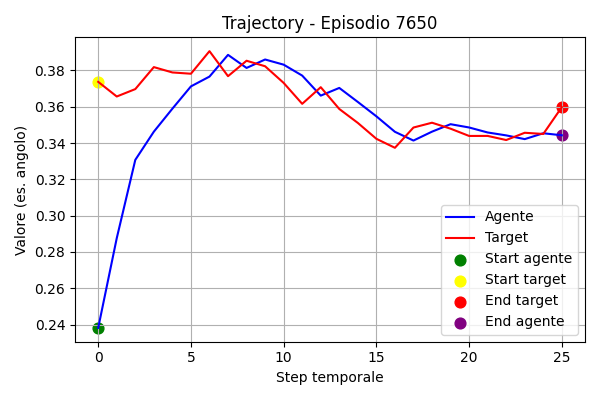 Trajectory - Episodio 7650
Valore (es. angolo)
0.38
0.36
0.34
0.32
0.30
0.28
0.26
0.24
0
5
10
15
20
25
Step temporale
Agente
Target
Start agente
Start target
End target
End agente